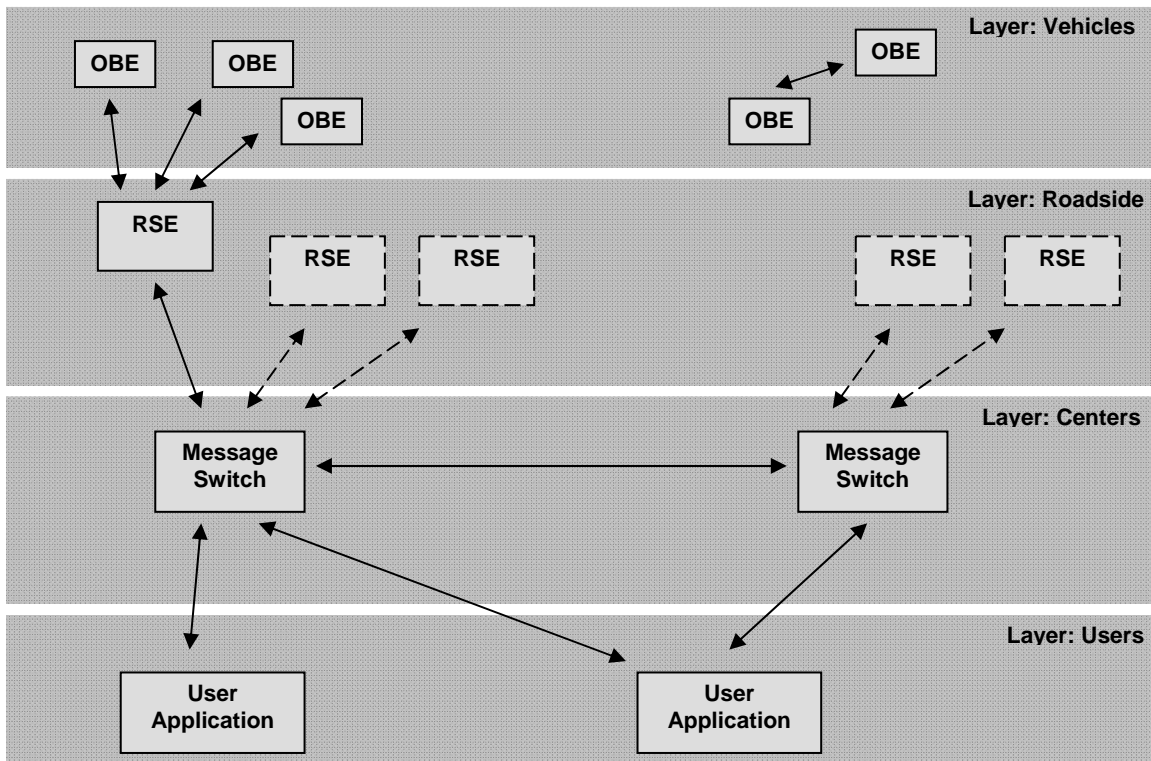 Layer: Vehicles
OBE
OBE
OBE
OBE
OBE
Layer: Roadside
RSE
RSE
RSE
RSE
RSE
Layer: Centers
Message
Switch
Message
Switch
Layer: Users
User
Application
User
Application